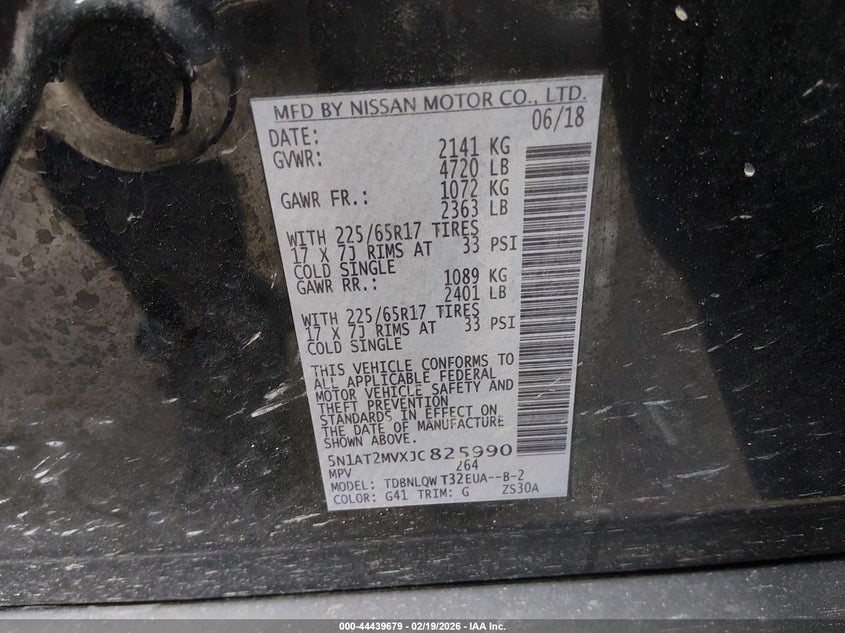 MFD BY NISSAN MOTOR CO., LTD.
DATE: 06/18
GVWR: 2141 KG
4720 LB
GAWR FR.: 1072 KG
2363 LB
WITH 225/65R17 TIRES
17 X 7J RIMS AT 33 PSI
COLD SINGLE
GAWR RR.: 1089 KG
2401 LB
WITH 225/65R17 TIRES
17 X 7J RIMS AT 33 PSI
COLD SINGLE
THIS VEHICLE CONFORMS TO
ALL APPLICABLE FEDERAL
MOTOR VEHICLE SAFETY AND
THEFT PREVENTION
STANDARDS IN EFFECT ON
THE DATE OF MANUFACTURE
SHOWN ABOVE.
5N1AT2MVXJC825990
MPV 264
MODEL: TDBNLQW T32EUA--B-2
COLOR: G41 TRIM: G ZS30A
000-44439679 - 02/19/2026 - IAA Inc.